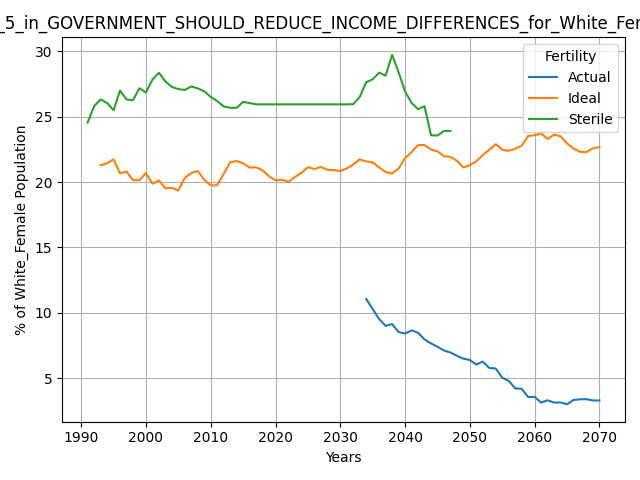 _5_in_GOVERNMENT_SHOULD_REDUCE_INCOME_DIFFERENCES_for_White_Fe
Fertility
Actual
Ideal
Sterile
% of White_Female Population
30
25
20
15
10
5
1990 2000 2010 2020 2030 2040 2050 2060 2070
Years